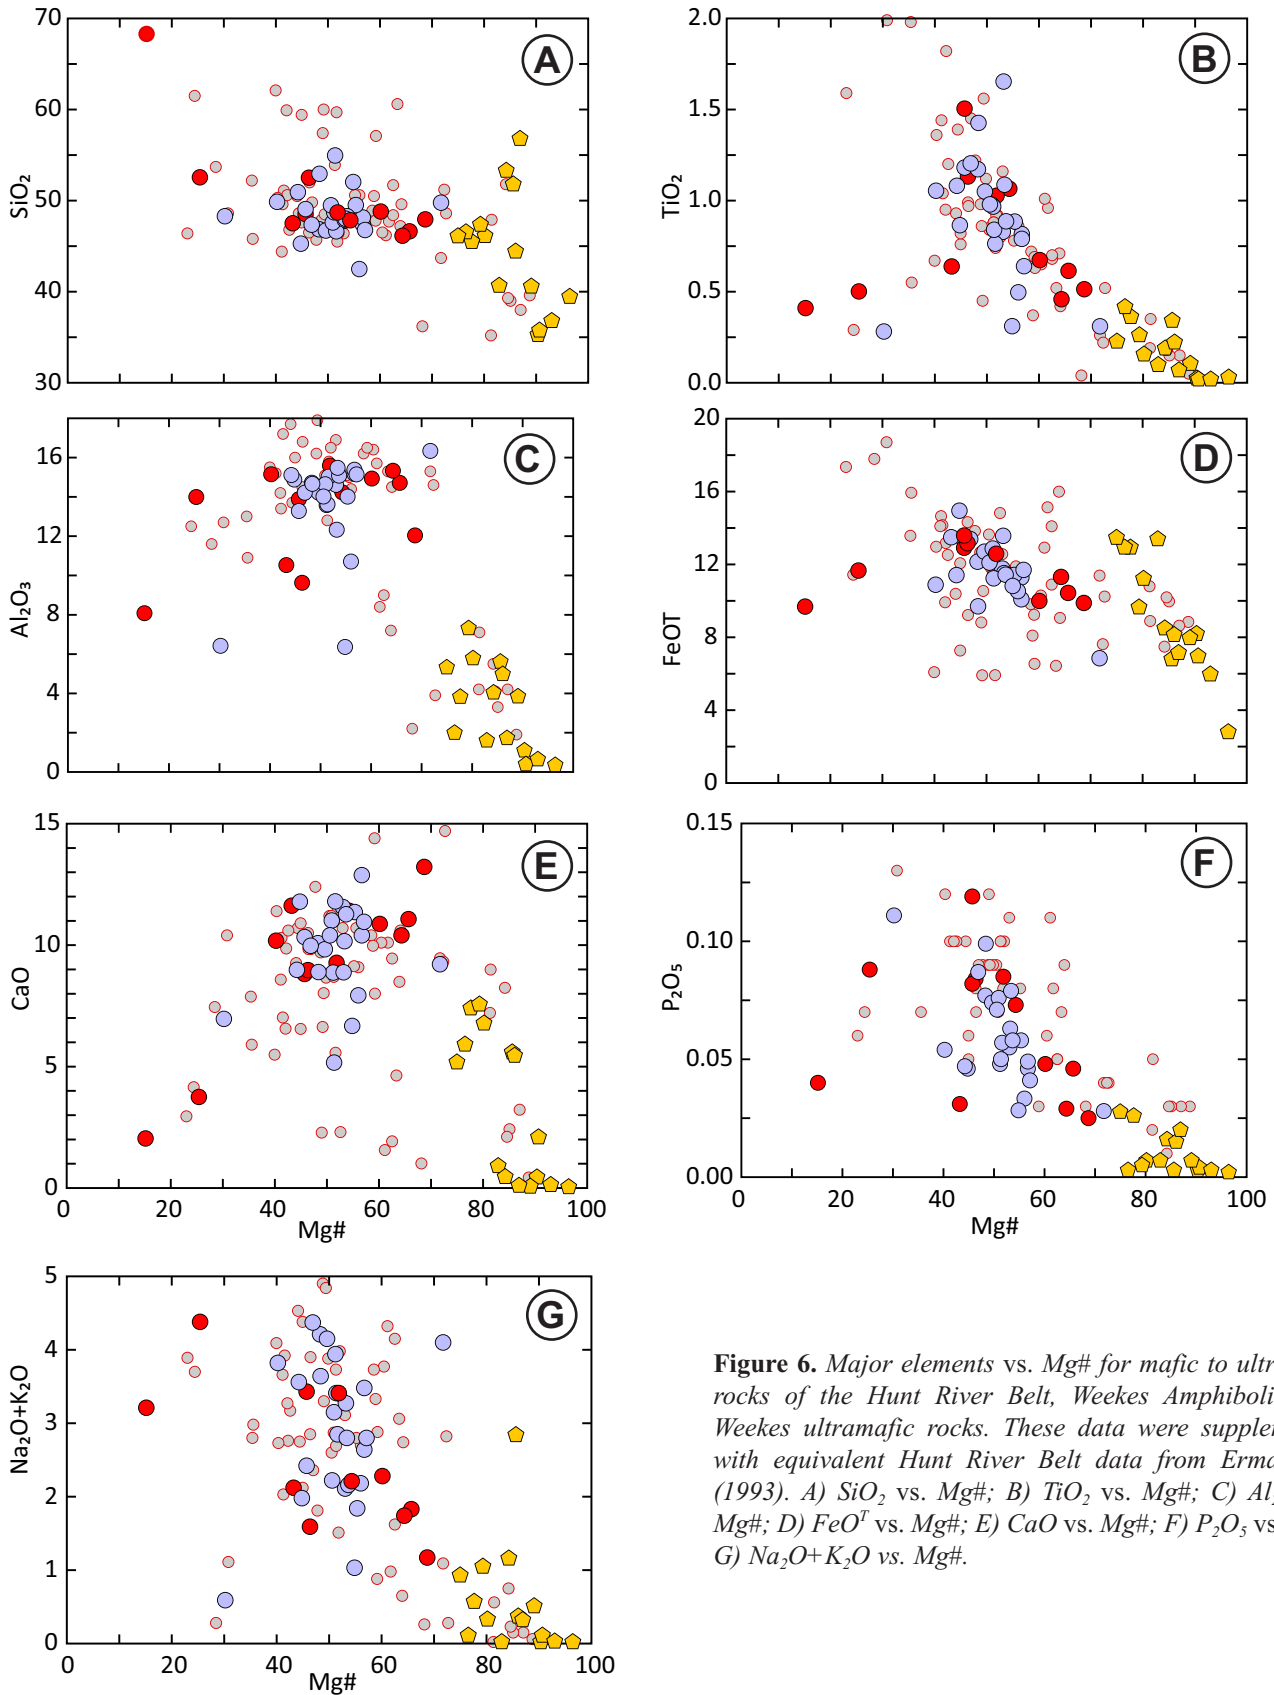 70
60
50
40
30
SiO₂
A
2.0
1.5
1.0
0.5
0.0
TiO₂
B
16
12
8
4
0
Al₂O₃
C
20
16
12
8
4
0
FeOT
D
15
10
5
0
CaO
E
0 20 40 60 80 100
Mg#
0.15
0.10
0.05
0.00
P₂O₅
F
0 20 40 60 80 100
Mg#
5
4
3
2
1
0
Na₂O+K₂O
G
0 20 40 60 80 100
Mg#
Figure 6. Major elements vs. Mg# for mafic to ultr
rocks of the Hunt River Belt, Weekes Amphiboli
Weekes ultramafic rocks. These data were supplem
with equivalent Hunt River Belt data from Erma
(1993). A) SiO₂ vs. Mg#; B) TiO₂ vs. Mg#; C) Al
Mg#; D) FeOᵀ vs. Mg#; E) CaO vs. Mg#; F) P₂O₅ vs
G) Na₂O+K₂O vs. Mg#.